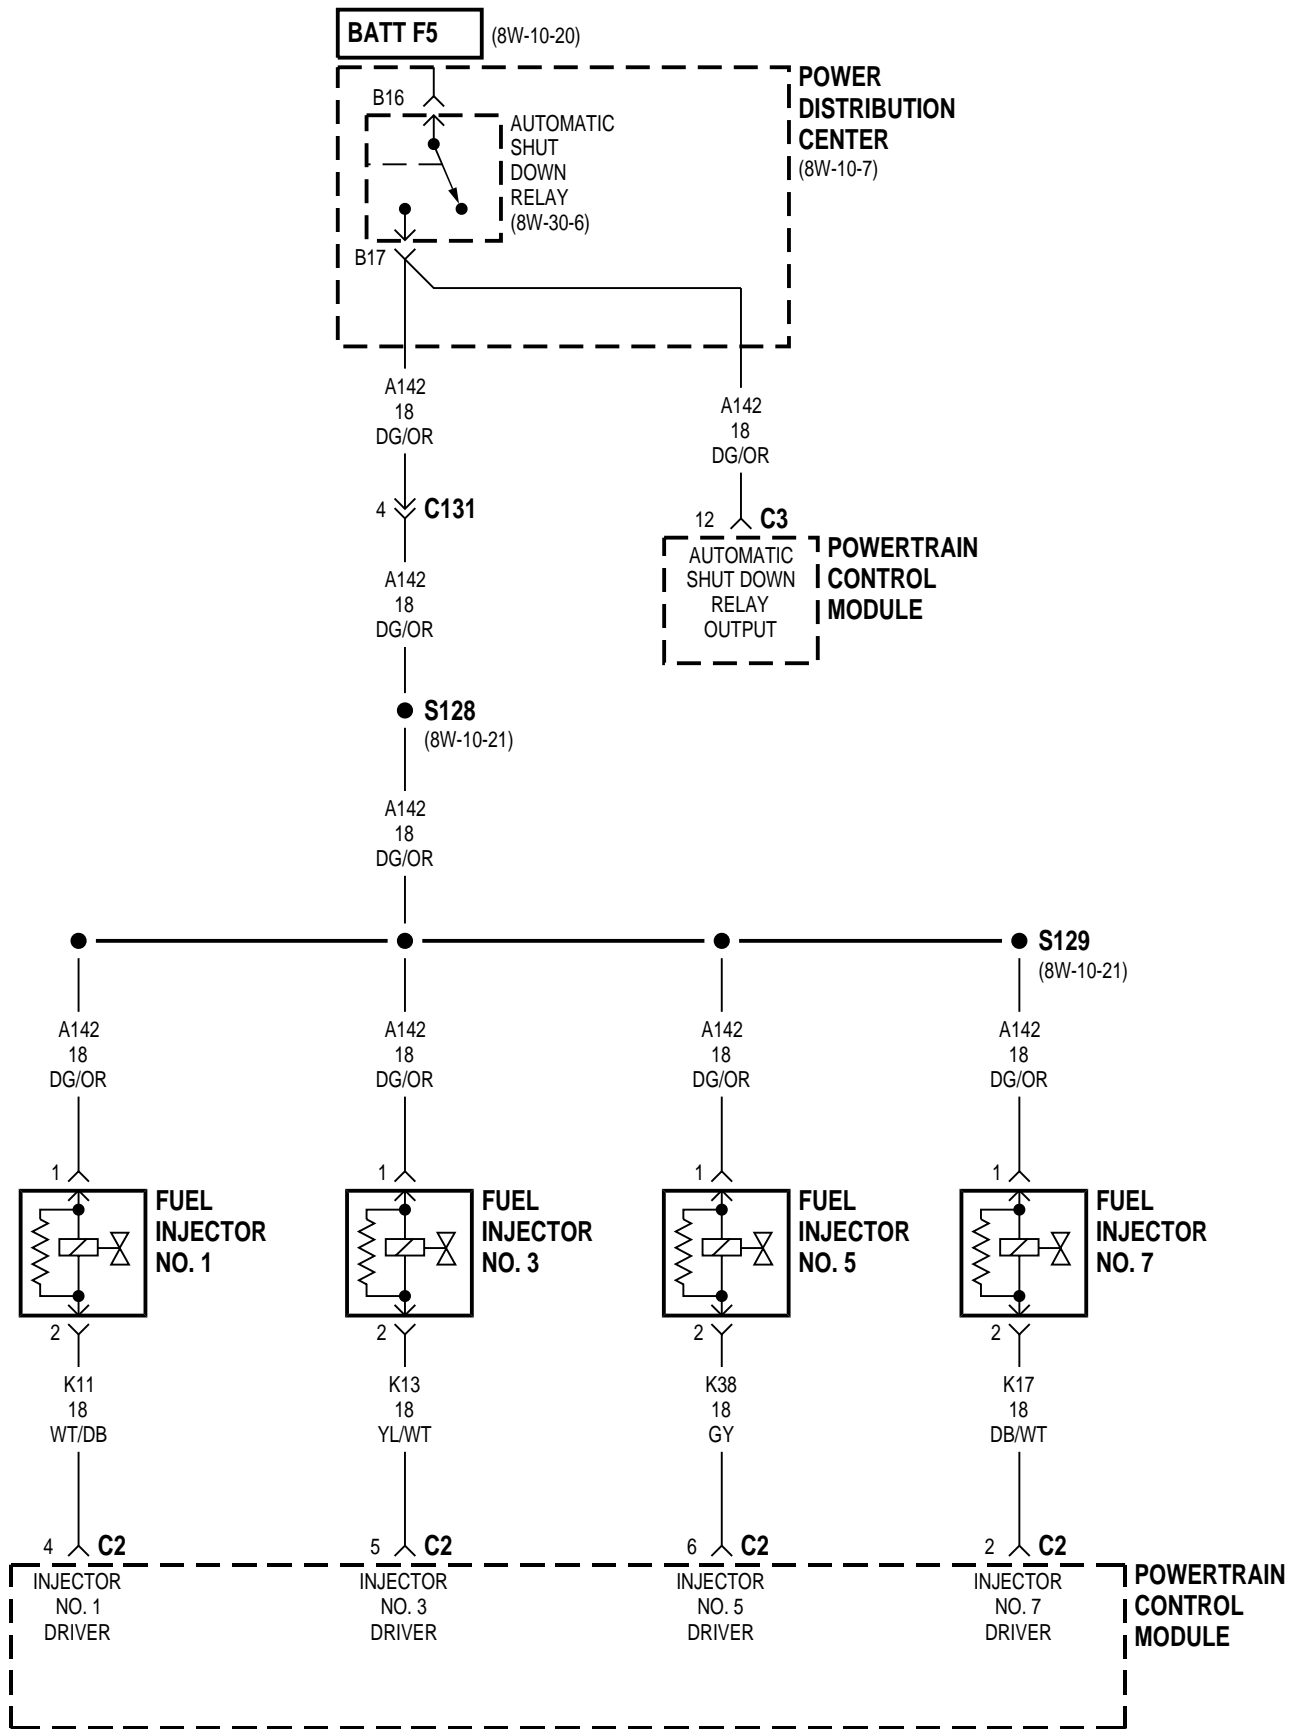 BATT F5 (8W-10-20)
POWER
DISTRIBUTION
CENTER
(8W-10-7)
B16
AUTOMATIC
SHUT
DOWN
RELAY
(8W-30-6)
B17
A142
18
DG/OR
A142
18
DG/OR
4 C131
12 C3
AUTOMATIC
SHUT DOWN
RELAY
OUTPUT
POWERTRAIN
CONTROL
MODULE
A142
18
DG/OR
S128
(8W-10-21)
A142
18
DG/OR
S129
(8W-10-21)
A142
18
DG/OR
A142
18
DG/OR
A142
18
DG/OR
A142
18
DG/OR
1
FUEL
INJECTOR
NO. 1
2
1
FUEL
INJECTOR
NO. 3
2
1
FUEL
INJECTOR
NO. 5
2
1
FUEL
INJECTOR
NO. 7
2
K11
18
WT/DB
K13
18
YL/WT
K38
18
GY
K17
18
DB/WT
4 C2
5 C2
6 C2
2 C2
INJECTOR
NO. 1
DRIVER
INJECTOR
NO. 3
DRIVER
INJECTOR
NO. 5
DRIVER
INJECTOR
NO. 7
DRIVER
POWERTRAIN
CONTROL
MODULE